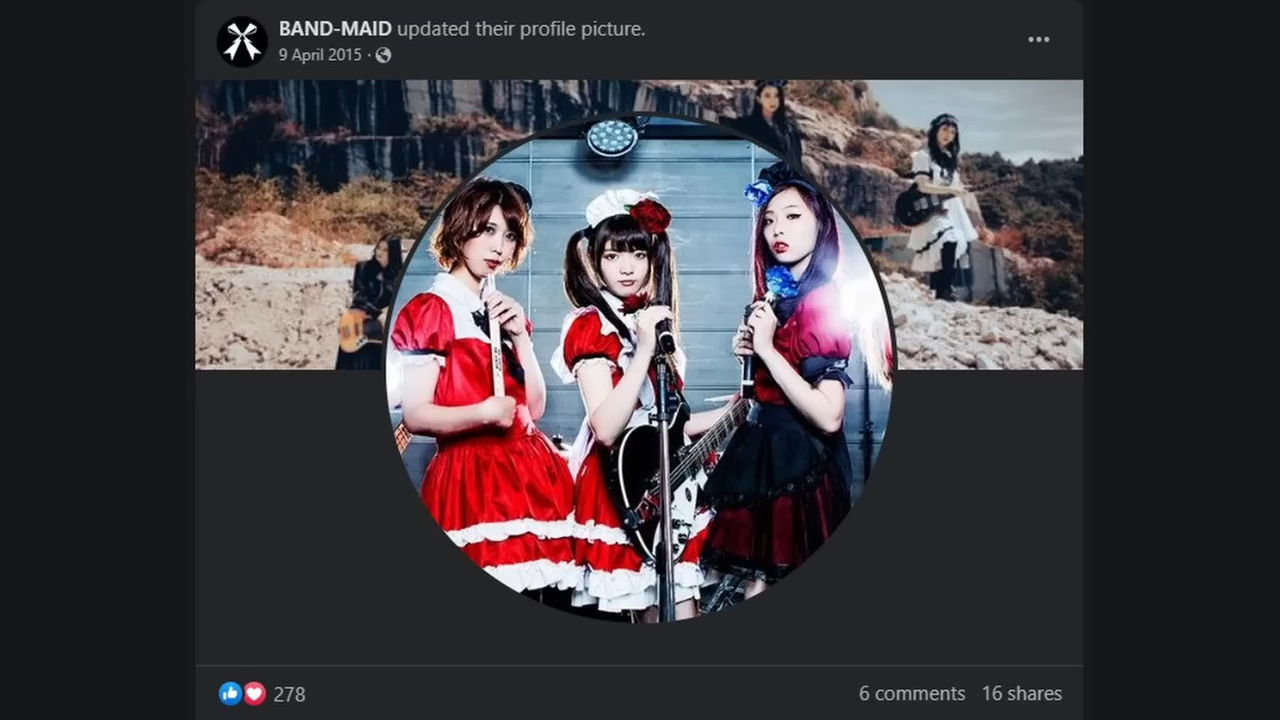 BAND-MAID updated their profile picture.
9 April 2015 ·
278
6 comments 16 shares